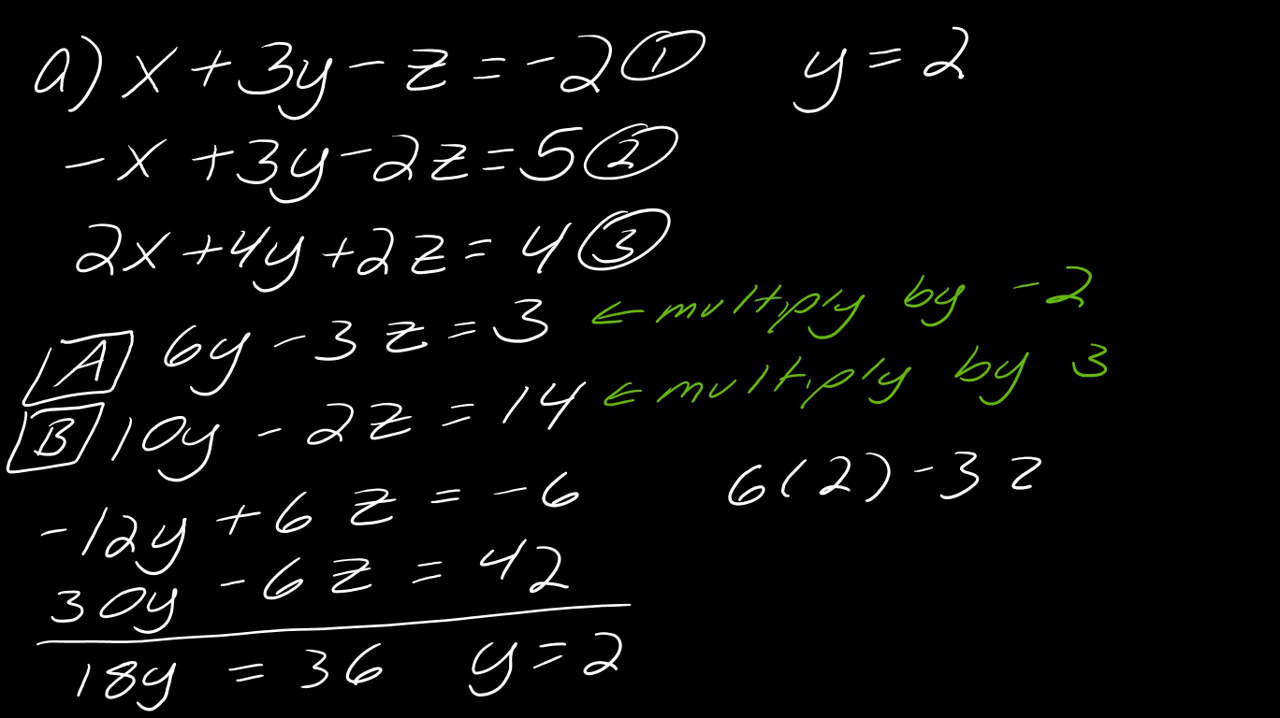 a) x + 3y - z = -2 ① y = 2
-x + 3y - 2z = 5 ②
2x + 4y + 2z = 4 ③
A 6y - 3z = 3 ← multiply by -2
B 10y - 2z = 14 ← multiply by 3
-12y + 6z = -6 6(2) - 3z
30y - 6z = 42
18y = 36 y = 2